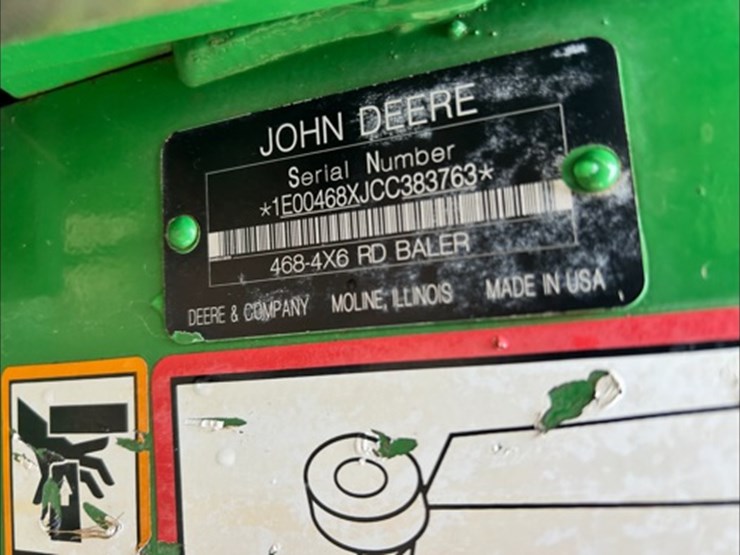 JOHN DEERE
Serial Number
*1E00468XJCC383763*
468-4X6 RD BALER
DEERE & COMPANY MOLINE, ILLINOIS MADE IN USA